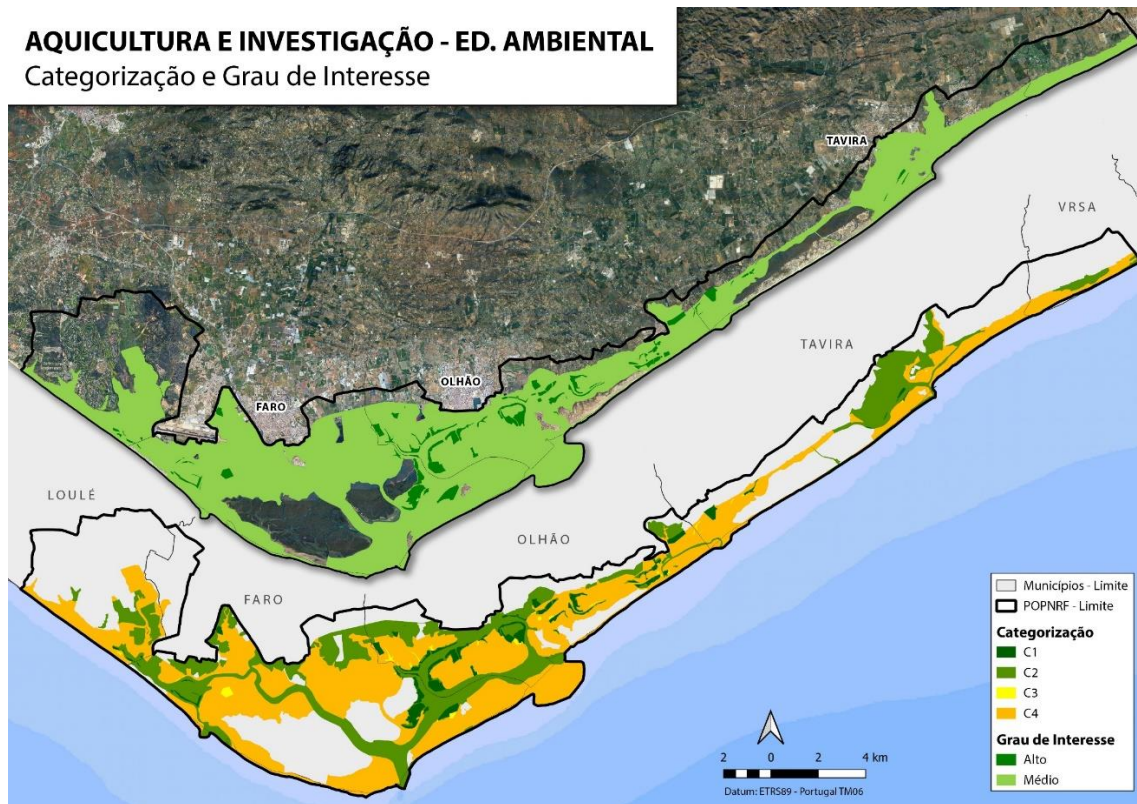 AQUICULTURA E INVESTIGAÇÃO - ED. AMBIENTAL
Categorização e Grau de Interesse
TAVIRA
VRSA
TAVIRA
OLHÃO
FARO
LOULÉ
OLHÃO
FARO
Municípios - Limite
POPNRF - Limite
Categorização
C1
C2
C3
C4
Grau de Interesse
Alto
Médio
2 0 2 4 km
Datum: ETRS89 - Portugal TM06